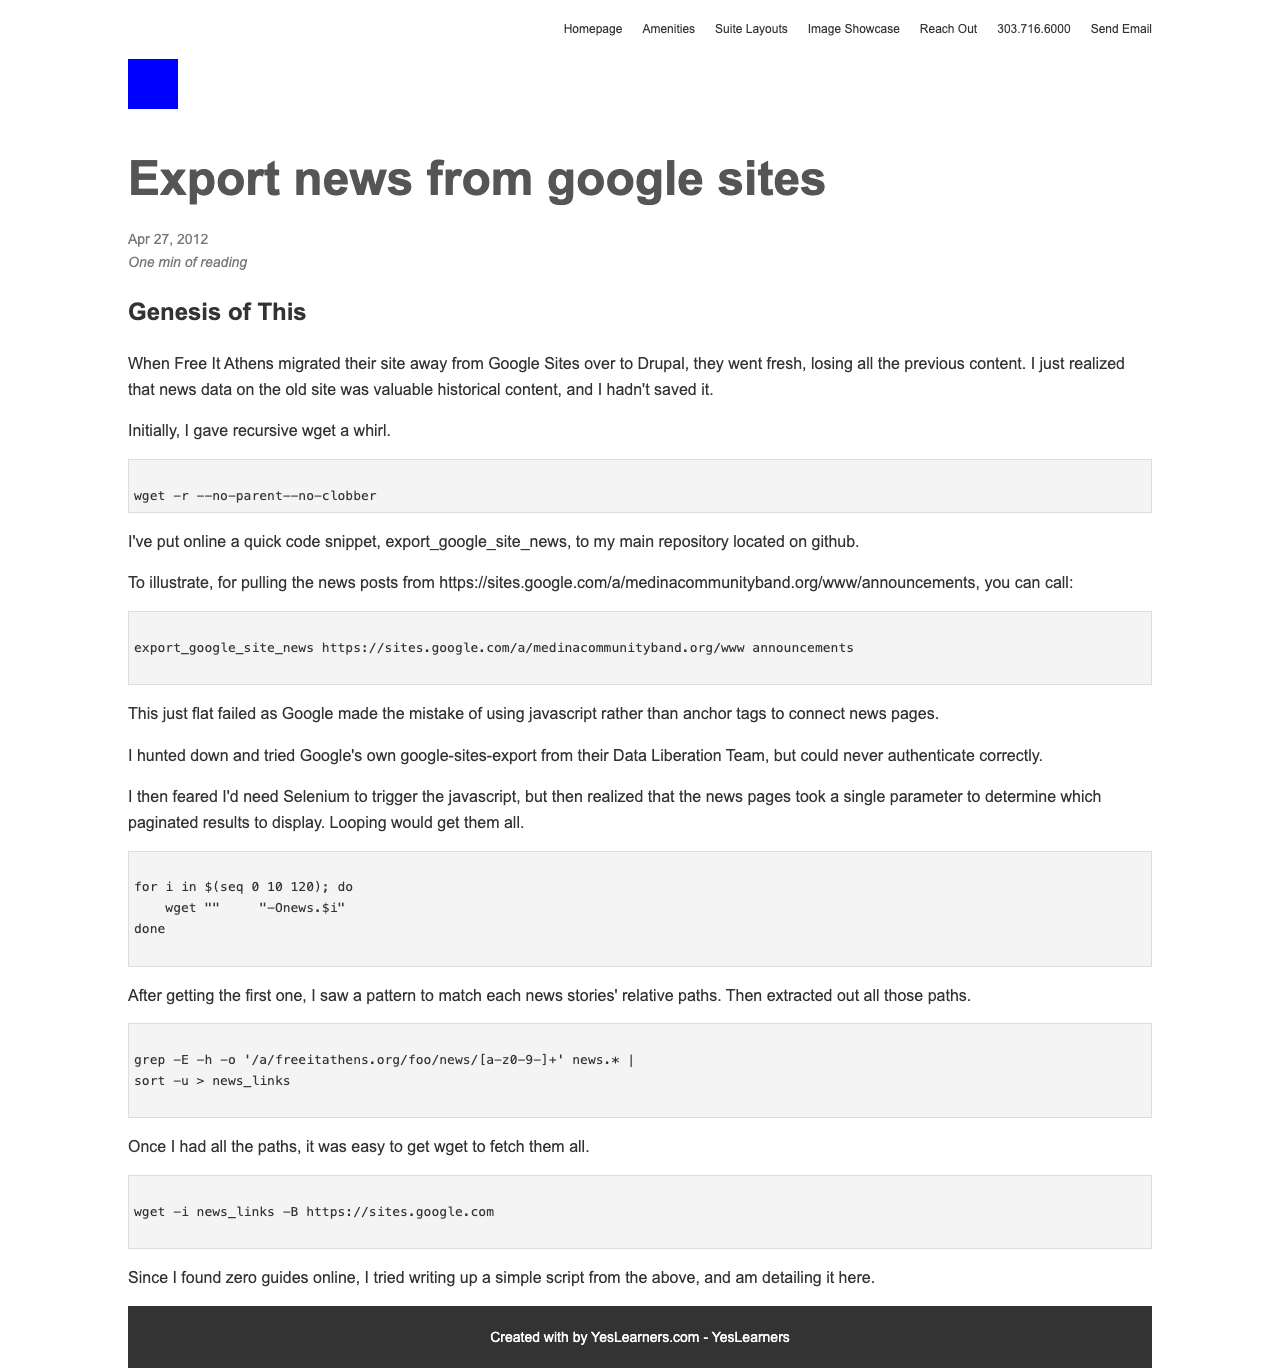 Homepage Amenities Suite Layouts Image Showcase Reach Out 303.716.6000 Send Email
Export news from google sites
Apr 27, 2012
One min of reading
Genesis of This
When Free It Athens migrated their site away from Google Sites over to Drupal, they went fresh, losing all the previous content. I just realized
that news data on the old site was valuable historical content, and I hadn't saved it.
Initially, I gave recursive wget a whirl.
wget -r --no-parent--no-clobber
I've put online a quick code snippet, export_google_site_news, to my main repository located on github.
To illustrate, for pulling the news posts from https://sites.google.com/a/medinacommunityband.org/www/announcements, you can call:
export_google_site_news https://sites.google.com/a/medinacommunityband.org/www announcements
This just flat failed as Google made the mistake of using javascript rather than anchor tags to connect news pages.
I hunted down and tried Google's own google-sites-export from their Data Liberation Team, but could never authenticate correctly.
I then feared I'd need Selenium to trigger the javascript, but then realized that the news pages took a single parameter to determine which
paginated results to display. Looping would get them all.
for i in $(seq 0 10 120); do
    wget ""     "-Onews.$i"
done
After getting the first one, I saw a pattern to match each news stories' relative paths. Then extracted out all those paths.
grep -E -h -o '/a/freeitathens.org/foo/news/[a-z0-9-]+' news.* |
sort -u > news_links
Once I had all the paths, it was easy to get wget to fetch them all.
wget -i news_links -B https://sites.google.com
Since I found zero guides online, I tried writing up a simple script from the above, and am detailing it here.
Created with by YesLearners.com - YesLearners